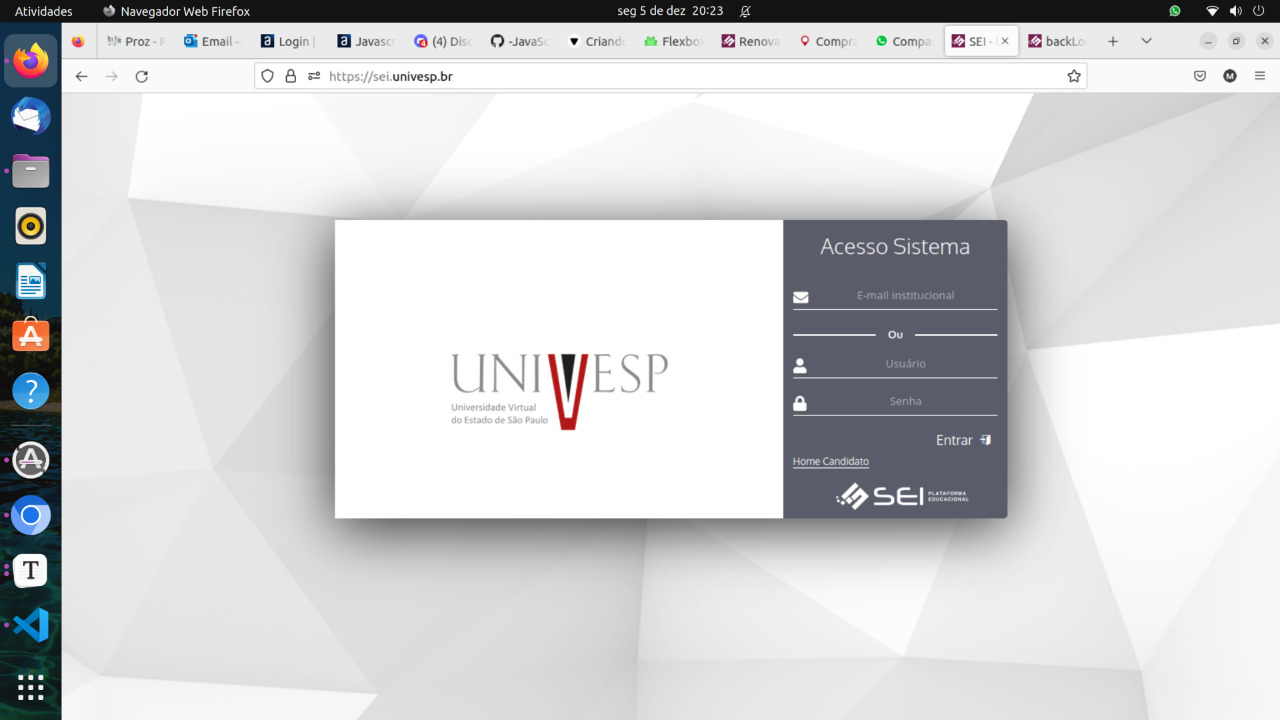 Atividades
Navegador Web Firefox
seg 5 de dez 20:23
Proz - P
Email –
Login |
Javascr
(4) Disc
-JavaSc
Criando
Flexbo
Renova
Compra
Compa
SEI -
backLo
https://sei.univesp.br
M
Acesso Sistema
E-mail institucional
Ou
Usuário
Senha
Entrar
Home Candidato
SEI PLATAFORMA
EDUCACIONAL
UNIVESP
Universidade Virtual
do Estado de São Paulo